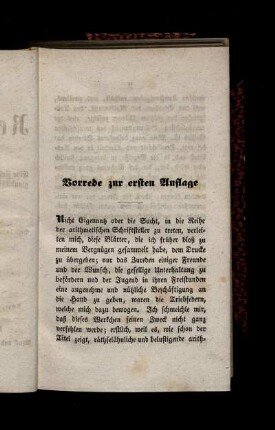 Vorrede zur ersten Auflage
Nicht Eigennutz oder die Sucht, in die Reihe
der arithmetischen Schriftsteller zu treten, verlei-
ten mich, diese Blätter, die ich früher bloß zu
meinem Vergnügen gesammelt habe, dem Drucke
zu übergeben; nur das Zureden einiger Freunde
und der Wunsch, die gesellige Unterhaltung zu
befördern und der Jugend in ihren Freistunden
eine angenehme und nützliche Beschäftigung an
die Hand zu geben, waren die Triebfedern,
welche mich dazu bewogen. Ich schmeichle mir,
daß dieses Werkchen seinen Zweck nicht ganz
verfehlen werde; erstlich, weil es, wie schon der
Titel zeigt, räthselähnliche und belustigende arith-